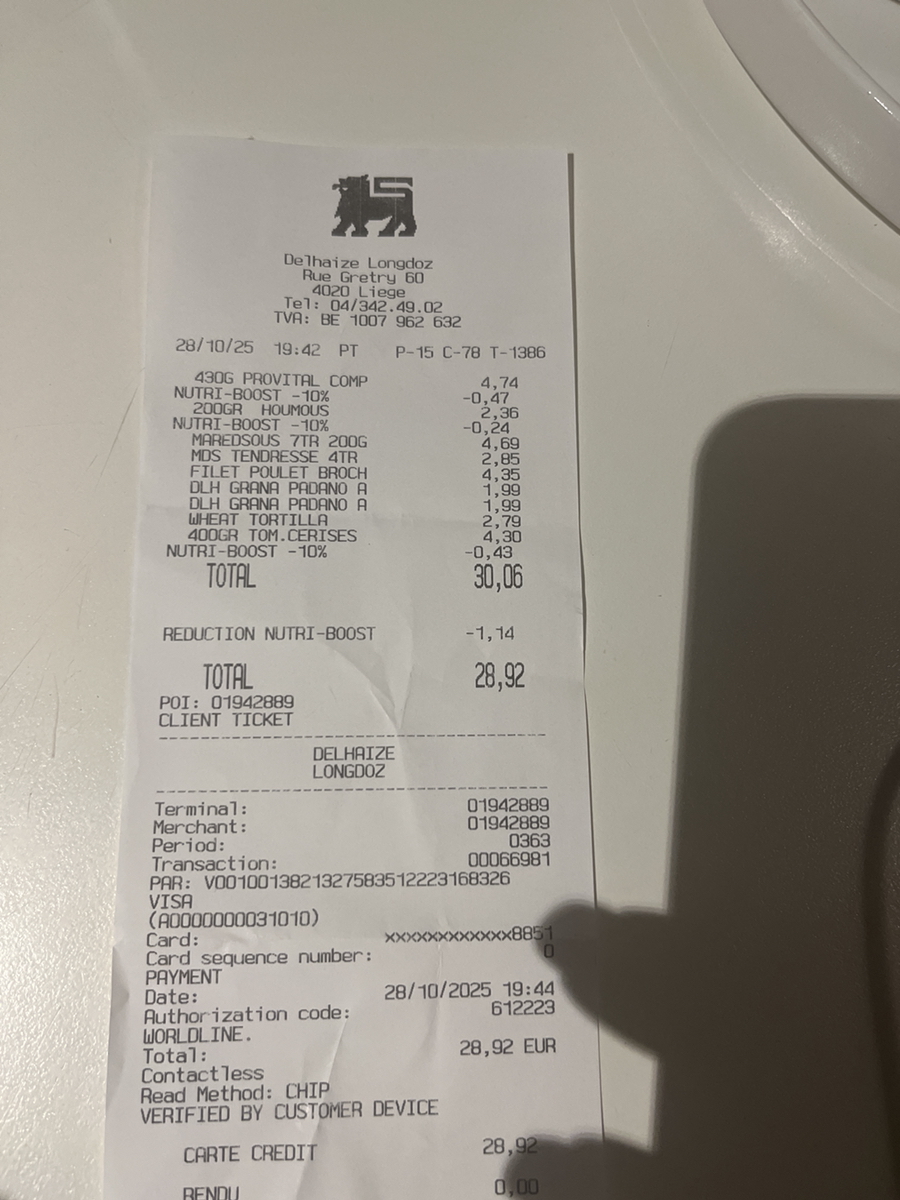 Delhaize Longdoz
Rue Gretry 60
4020 Liege
Tel: 04/342.49.02
TVA: BE 1007 962 632
28/10/25 19:42 PT P-15 C-78 T-1386
430G PROVITAL COMP 4,74
NUTRI-BOOST -10% -0,47
200GR HOUMOUS 2,36
NUTRI-BOOST -10% -0,24
MAREDSOUS 7TR 200G 4,69
MDS TENDRESSE 4TR 2,85
FILET POULET BROCH 4,35
DLH GRANA PADANO A 1,99
DLH GRANA PADANO A 1,99
WHEAT TORTILLA 2,79
400GR TOM.CERISES 4,30
NUTRI-BOOST -10% -0,43
TOTAL 30,06
REDUCTION NUTRI-BOOST -1,14
TOTAL 28,92
POI: 01942889
CLIENT TICKET
DELHAIZE
LONGDOZ
Terminal: 01942889
Merchant: 01942889
Period: 0363
Transaction: 00066981
PAR: V0010013821327583512223168326
VISA
(A0000000031010)
Card: xxxxxxxxxxxx8851
Card sequence number: 0
PAYMENT
Date: 28/10/2025 19:44
Authorization code: 612223
WORLDLINE.
Total: 28,92 EUR
Contactless
Read Method: CHIP
VERIFIED BY CUSTOMER DEVICE
CARTE CREDIT 28,92
RENDU 0,00